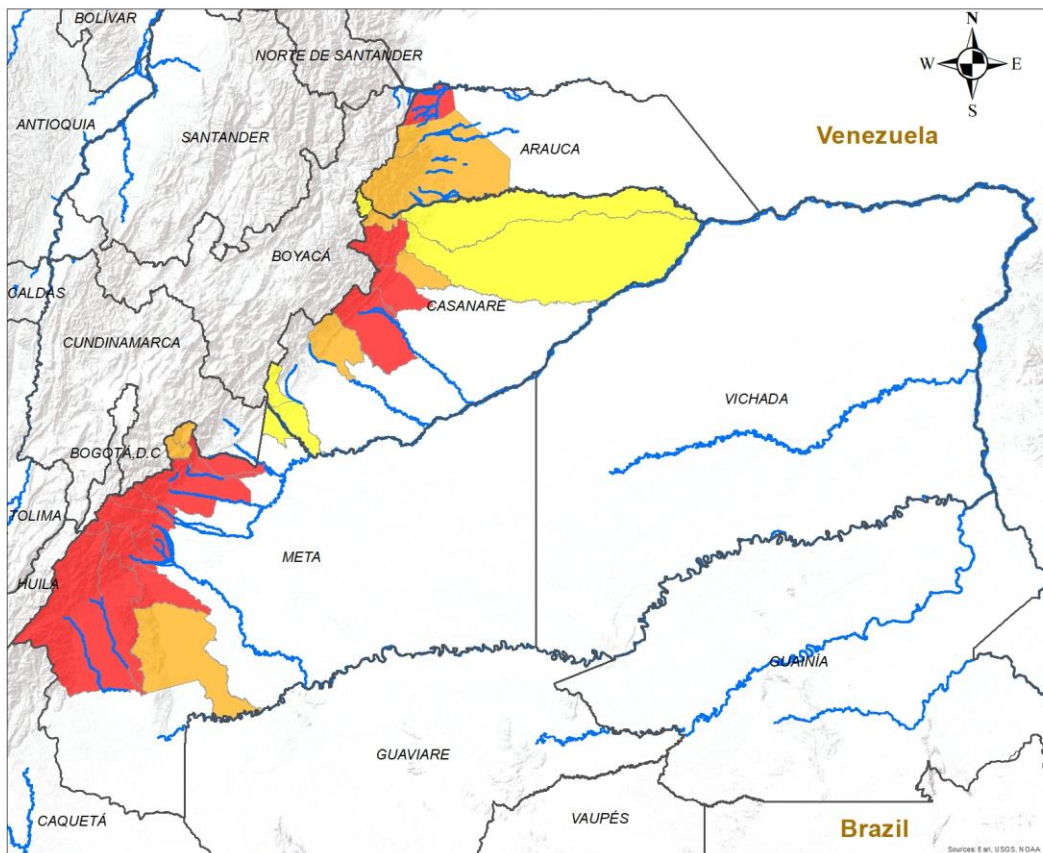 BOLÍVAR
NORTE DE SANTANDER
N
W
E
S
ANTIOQUIA
SANTANDER
ARAUCA
Venezuela
BOYACÁ
CALDAS
CASANARE
CUNDINAMARCA
VICHADA
BOGOTÁ,D.C
TOLIMA
META
HUILA
GUAINÍA
GUAVIARE
CAQUETÁ
VAUPÉS
Brazil
Sources: Esri, USGS, NOAA